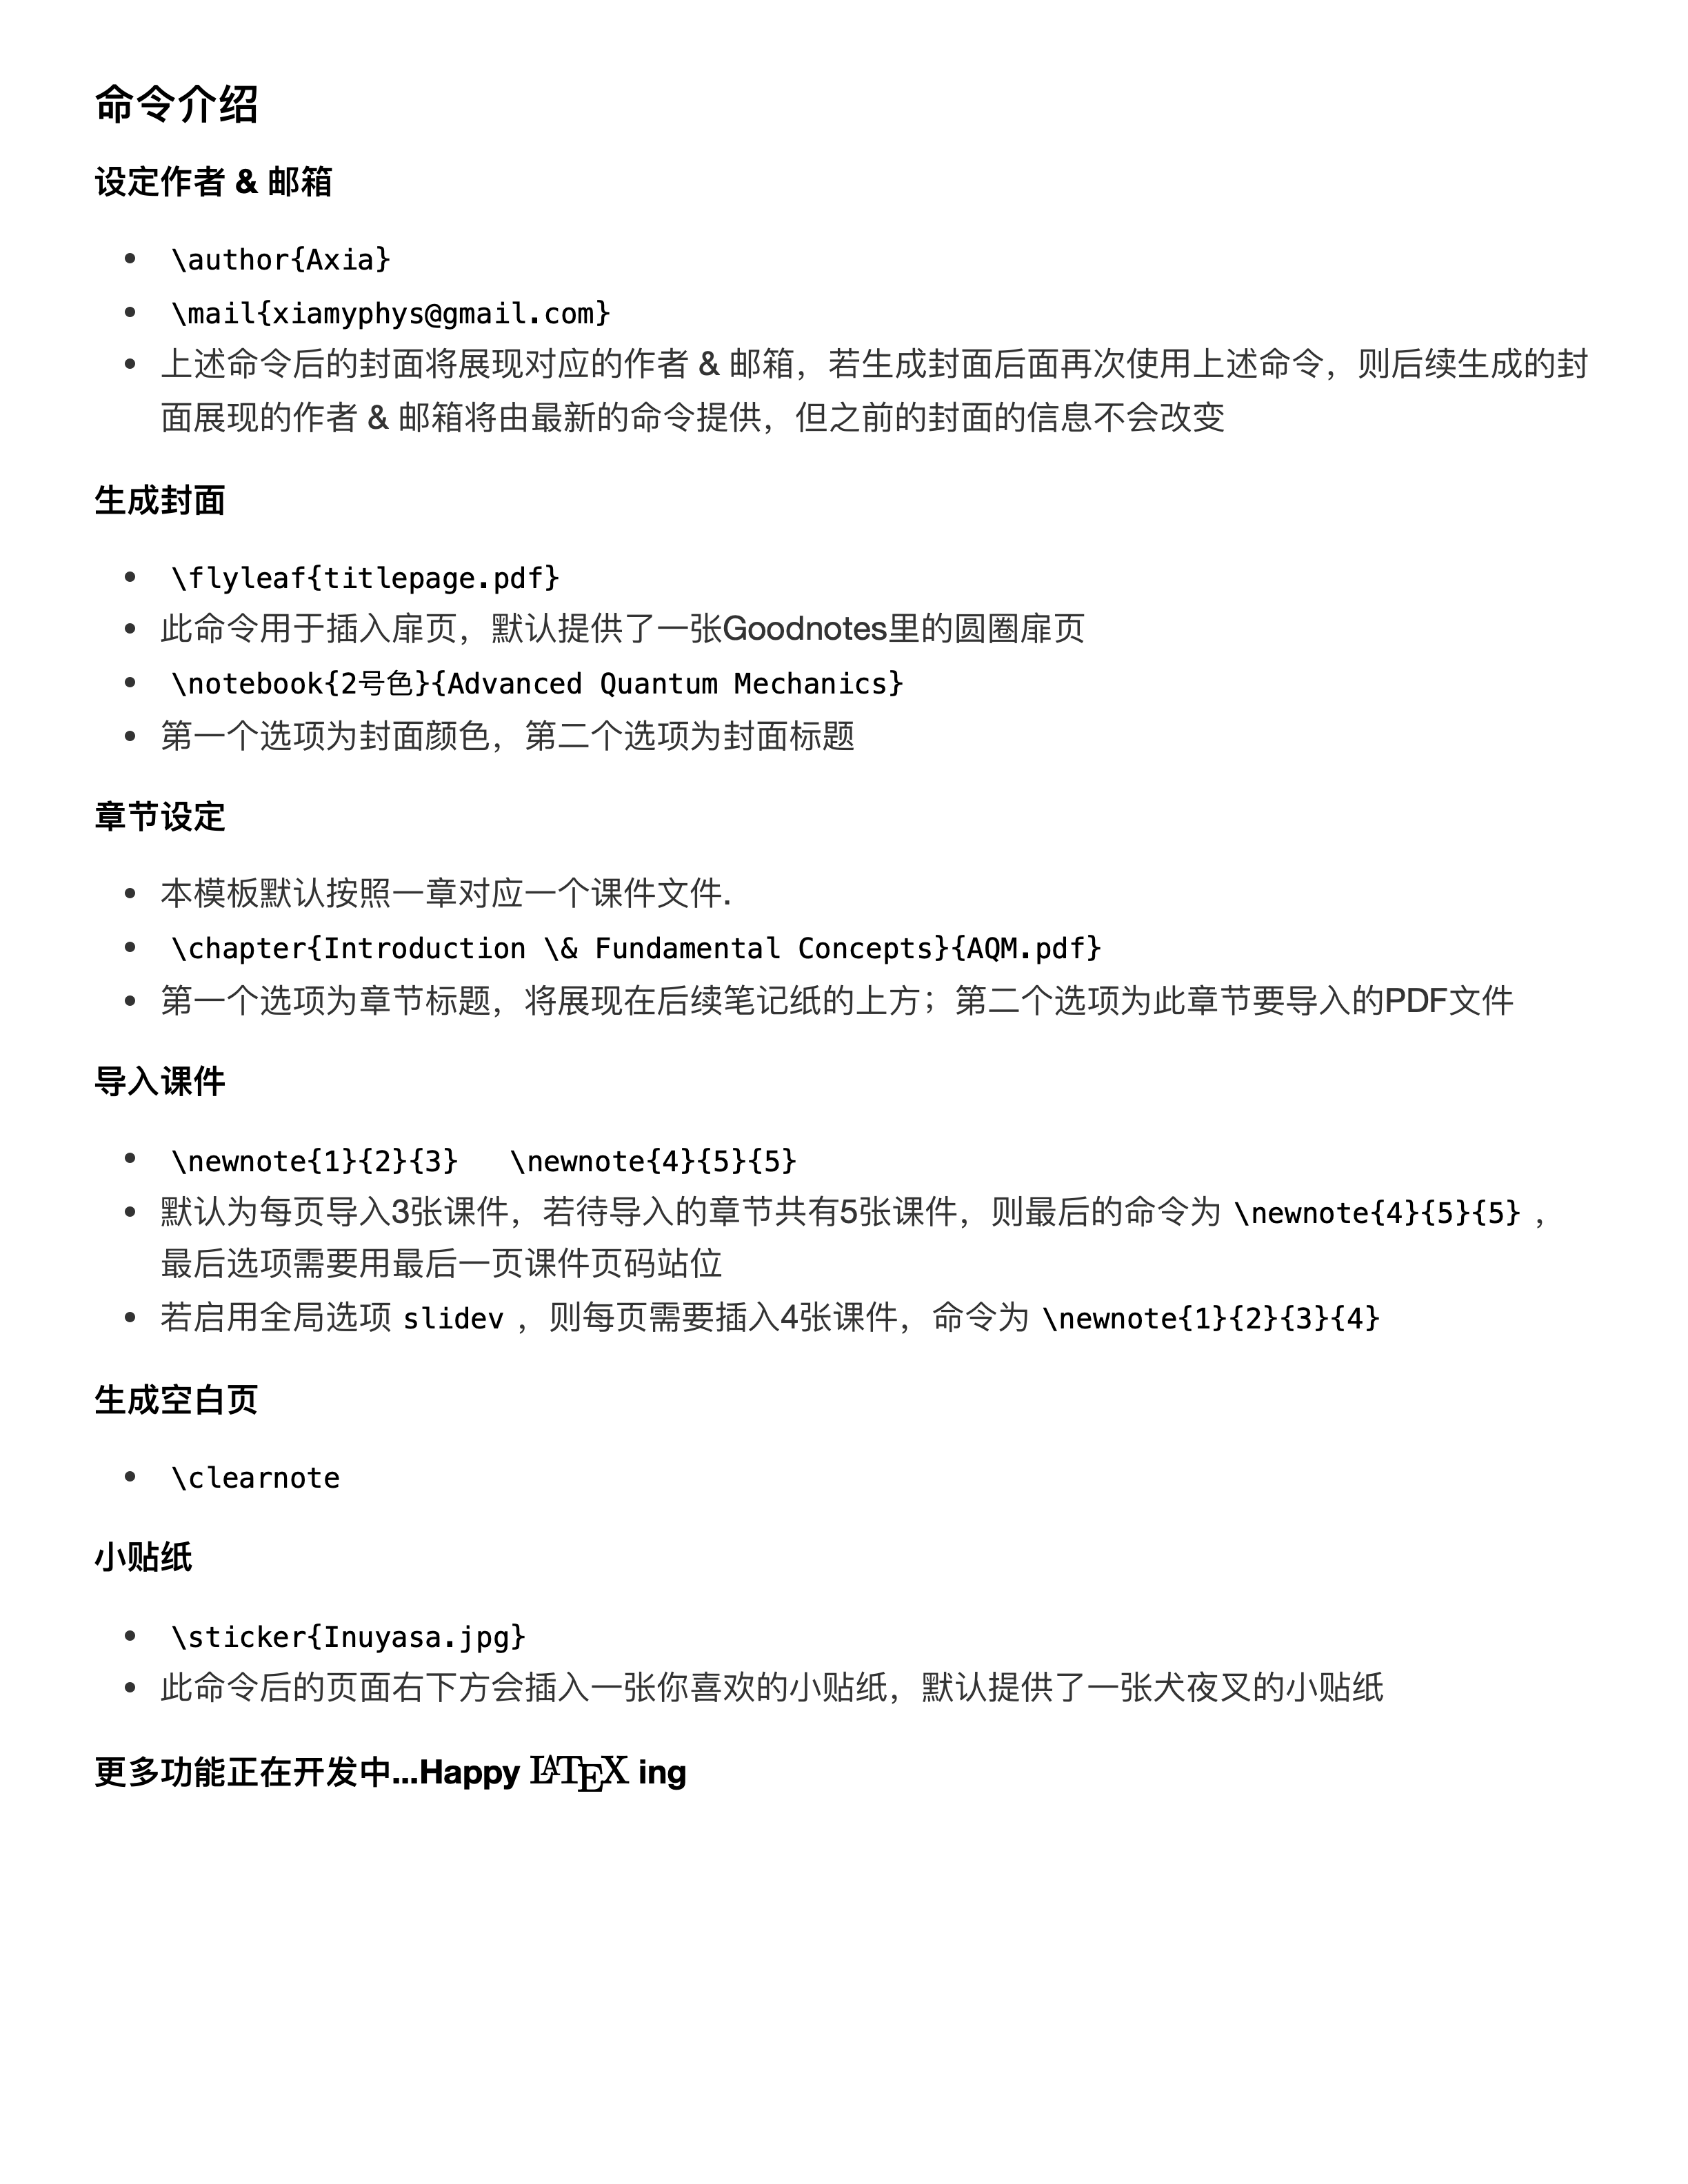 命令介绍
设定作者 & 邮箱
• \author{Axia}
• \mail{xiamyphys@gmail.com}
• 上述命令后的封面将展现对应的作者 & 邮箱，若生成封面后面再次使用上述命令，则后续生成的封
面展现的作者 & 邮箱将由最新的命令提供，但之前的封面的信息不会改变
生成封面
• \flyleaf{titlepage.pdf}
• 此命令用于插入扉页，默认提供了一张Goodnotes里的圆圈扉页
• \notebook{2号色}{Advanced Quantum Mechanics}
• 第一个选项为封面颜色，第二个选项为封面标题
章节设定
• 本模板默认按照一章对应一个课件文件.
• \chapter{Introduction \& Fundamental Concepts}{AQM.pdf}
• 第一个选项为章节标题，将展现在后续笔记纸的上方；第二个选项为此章节要导入的PDF文件
导入课件
• \newnote{1}{2}{3} \newnote{4}{5}{5}
• 默认为每页导入3张课件，若待导入的章节共有5张课件，则最后的命令为 \newnote{4}{5}{5} ，
最后选项需要用最后一页课件页码站位
• 若启用全局选项 slidev ，则每页需要插入4张课件，命令为 \newnote{1}{2}{3}{4}
生成空白页
• \clearnote
小贴纸
• \sticker{Inuyasa.jpg}
• 此命令后的页面右下方会插入一张你喜欢的小贴纸，默认提供了一张犬夜叉的小贴纸
更多功能正在开发中...Happy LATEX ing